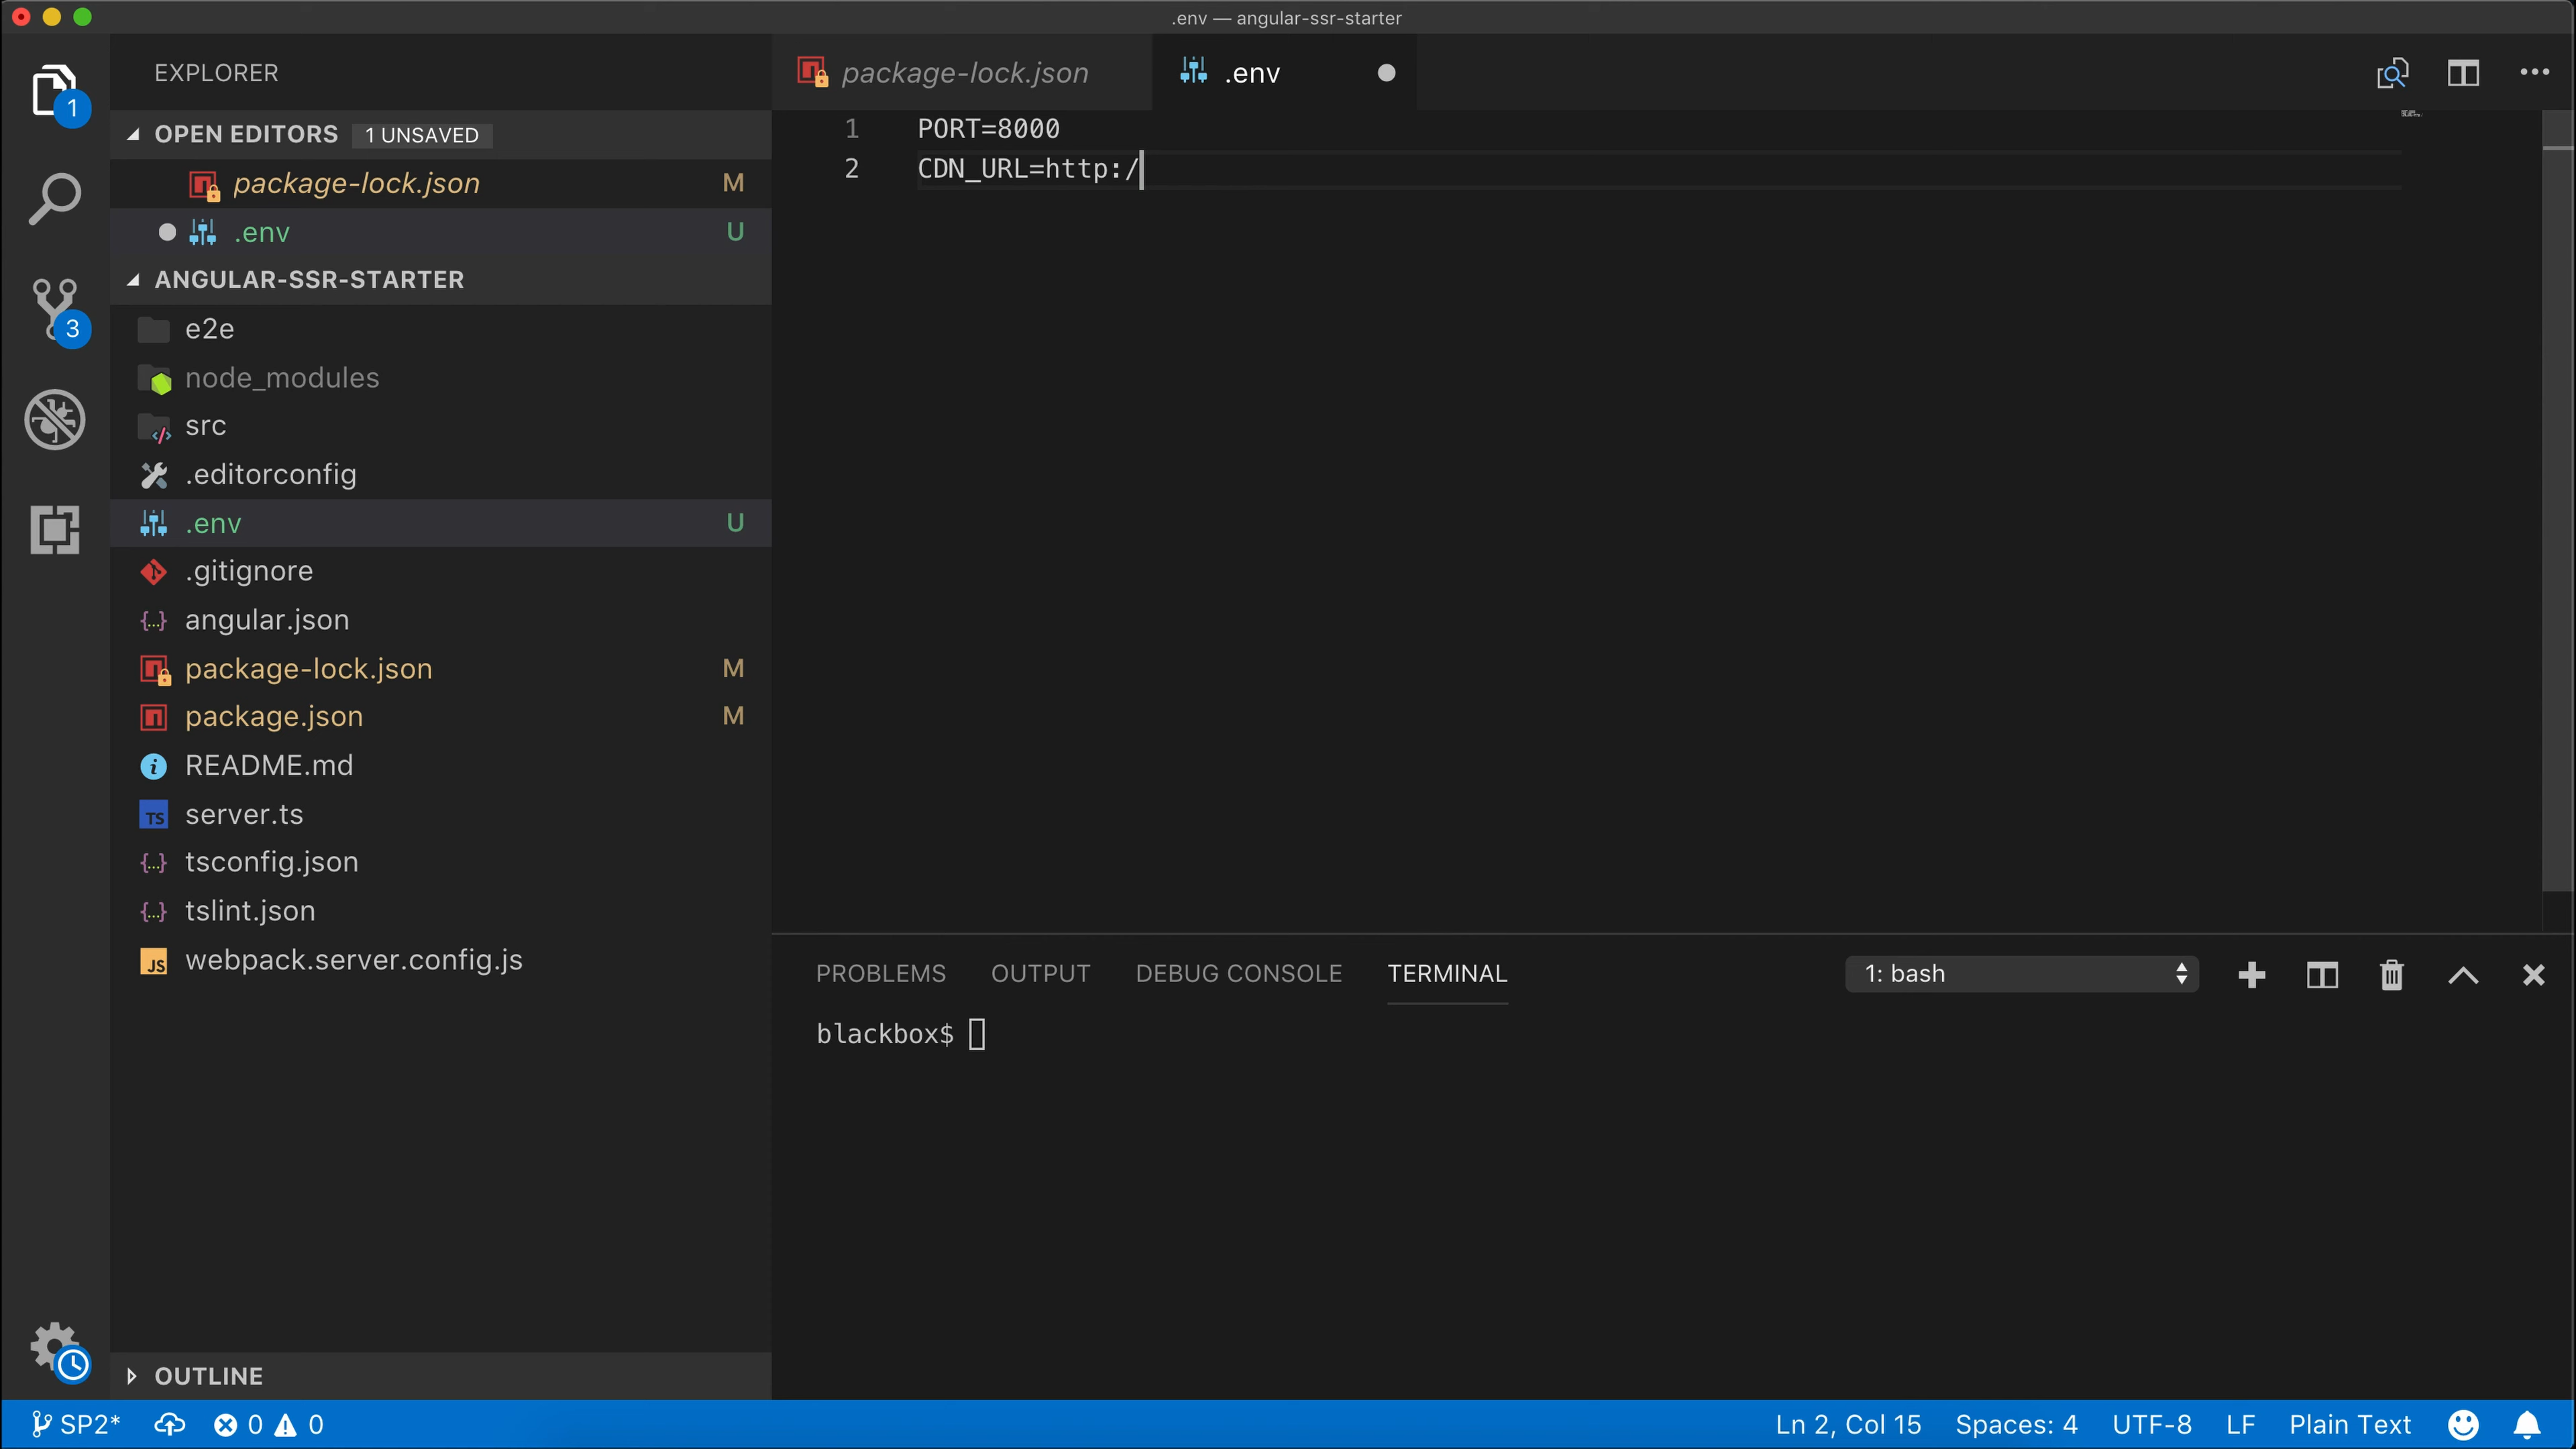 .env — angular-ssr-starter
EXPLORER
package-lock.json
.env
1
OPEN EDITORS 1 UNSAVED
package-lock.json M
.env U
ANGULAR-SSR-STARTER
e2e
node_modules
src
.editorconfig
.env U
.gitignore
angular.json
package-lock.json M
package.json M
README.md
server.ts
tsconfig.json
tslint.json
webpack.server.config.js
OUTLINE
3
1 PORT=8000
2 CDN_URL=http:/
PROBLEMS OUTPUT DEBUG CONSOLE TERMINAL 1: bash
blackbox$
SP2* 0 0 Ln 2, Col 15 Spaces: 4 UTF-8 LF Plain Text